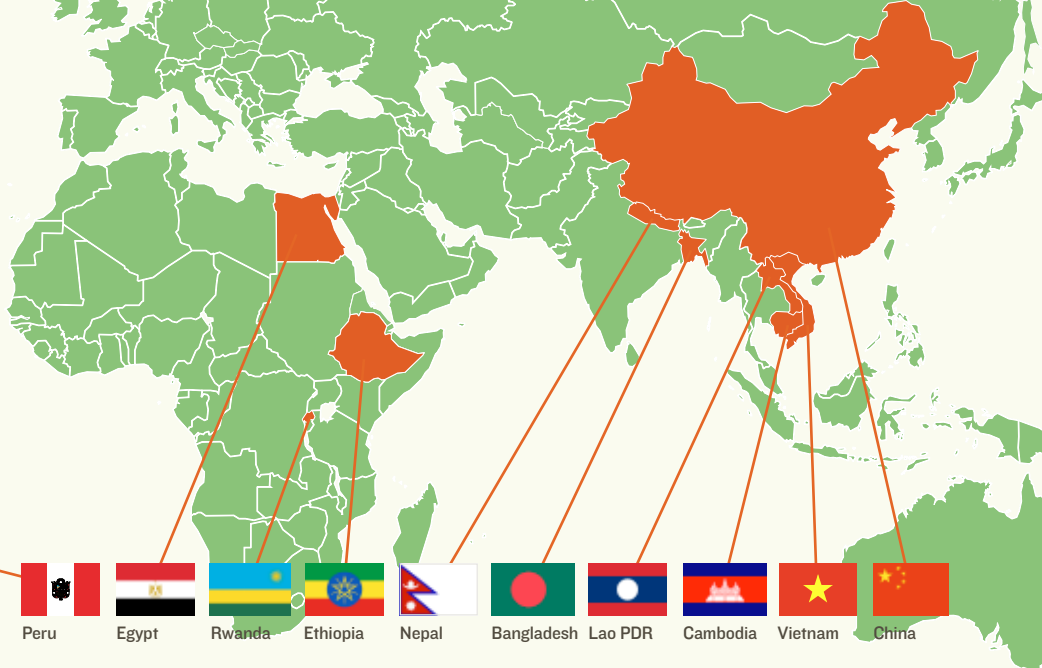 Peru
Egypt
Rwanda
Ethiopia
Nepal
Bangladesh
Lao PDR
Cambodia
Vietnam
China